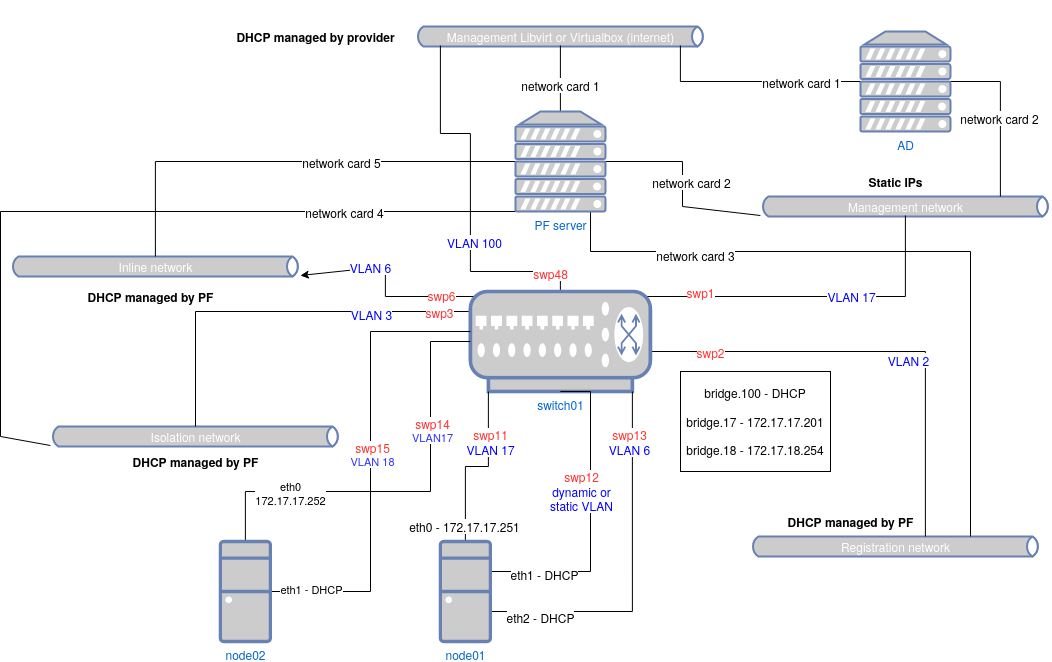 DHCP managed by provider
Management Libvirt or Virtualbox (internet)
network card 1
network card 1
network card 2
AD
network card 5
network card 2
Static IPs
Management network
network card 4
PF server
VLAN 100
network card 3
Inline network
VLAN 6
swp48
DHCP managed by PF
swp6
swp1
VLAN 17
VLAN 3
swp3
swp2
VLAN 2
bridge.100 - DHCP
bridge.17 - 172.17.17.201
bridge.18 - 172.17.18.254
switch01
Isolation network
DHCP managed by PF
swp14
VLAN17
swp15
VLAN 18
swp11
VLAN 17
swp13
VLAN 6
swp12
dynamic or
static VLAN
eth0
172.17.17.252
eth0 - 172.17.17.251
DHCP managed by PF
Registration network
eth1 - DHCP
eth1 - DHCP
eth2 - DHCP
node02
node01